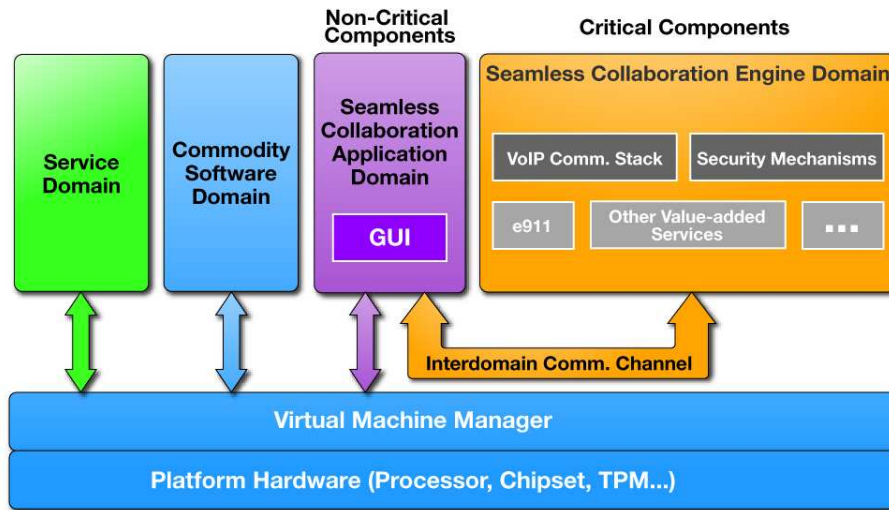 Non-Critical
Components
Critical Components
Service
Domain
Commodity
Software
Domain
Seamless
Collaboration
Application
Domain
GUI
Seamless Collaboration Engine Domain
VoIP Comm. Stack
Security Mechanisms
e911
Other Value-added
Services
...
Interdomain Comm. Channel
Virtual Machine Manager
Platform Hardware (Processor, Chipset, TPM...)